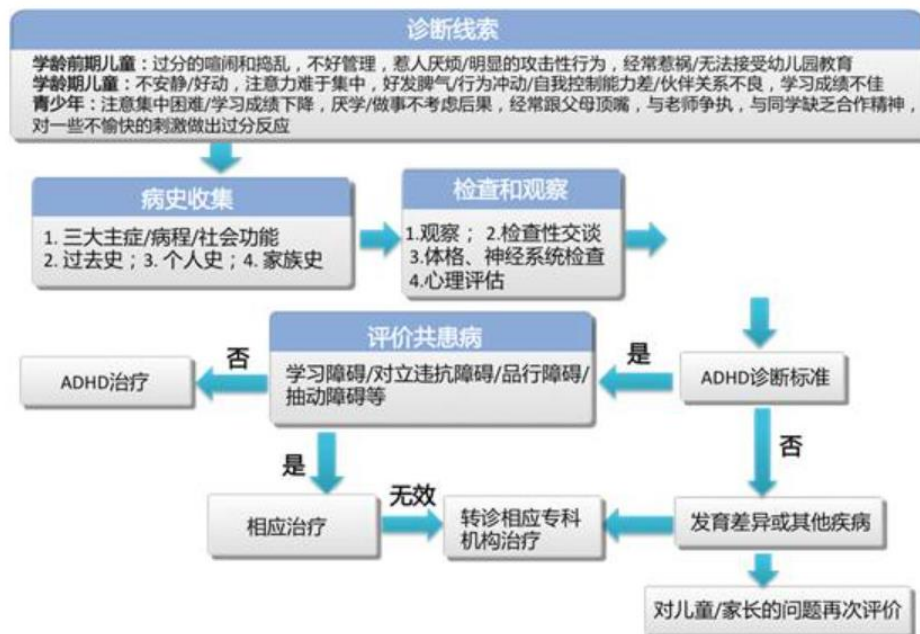 诊断线索
学龄前期儿童：过分的喧闹和捣乱，不好管理，惹人厌烦/明显的攻击性行为，经常惹祸/无法接受幼儿园教育
学龄期儿童：不安静/好动，注意力难于集中，好发脾气/行为冲动/自我控制能力差/伙伴关系不良，学习成绩不佳
青少年：注意集中困难/学习成绩下降，厌学/做事不考虑后果，经常跟父母顶嘴，与老师争执，与同学缺乏合作精神，
对一些不愉快的刺激做出过分反应
病史收集
1. 三大主症/病程/社会功能
2. 过去史；3. 个人史；4. 家族史
检查和观察
1.观察； 2.检查性交谈
3.体格、神经系统检查
4.心理评估
ADHD诊断标准
是
评价共患病
学习障碍/对立违抗障碍/品行障碍/
抽动障碍等
否
ADHD治疗
否
是
相应治疗
无效
转诊相应专科
机构治疗
发育差异或其他疾病
对儿童/家长的问题再次评价